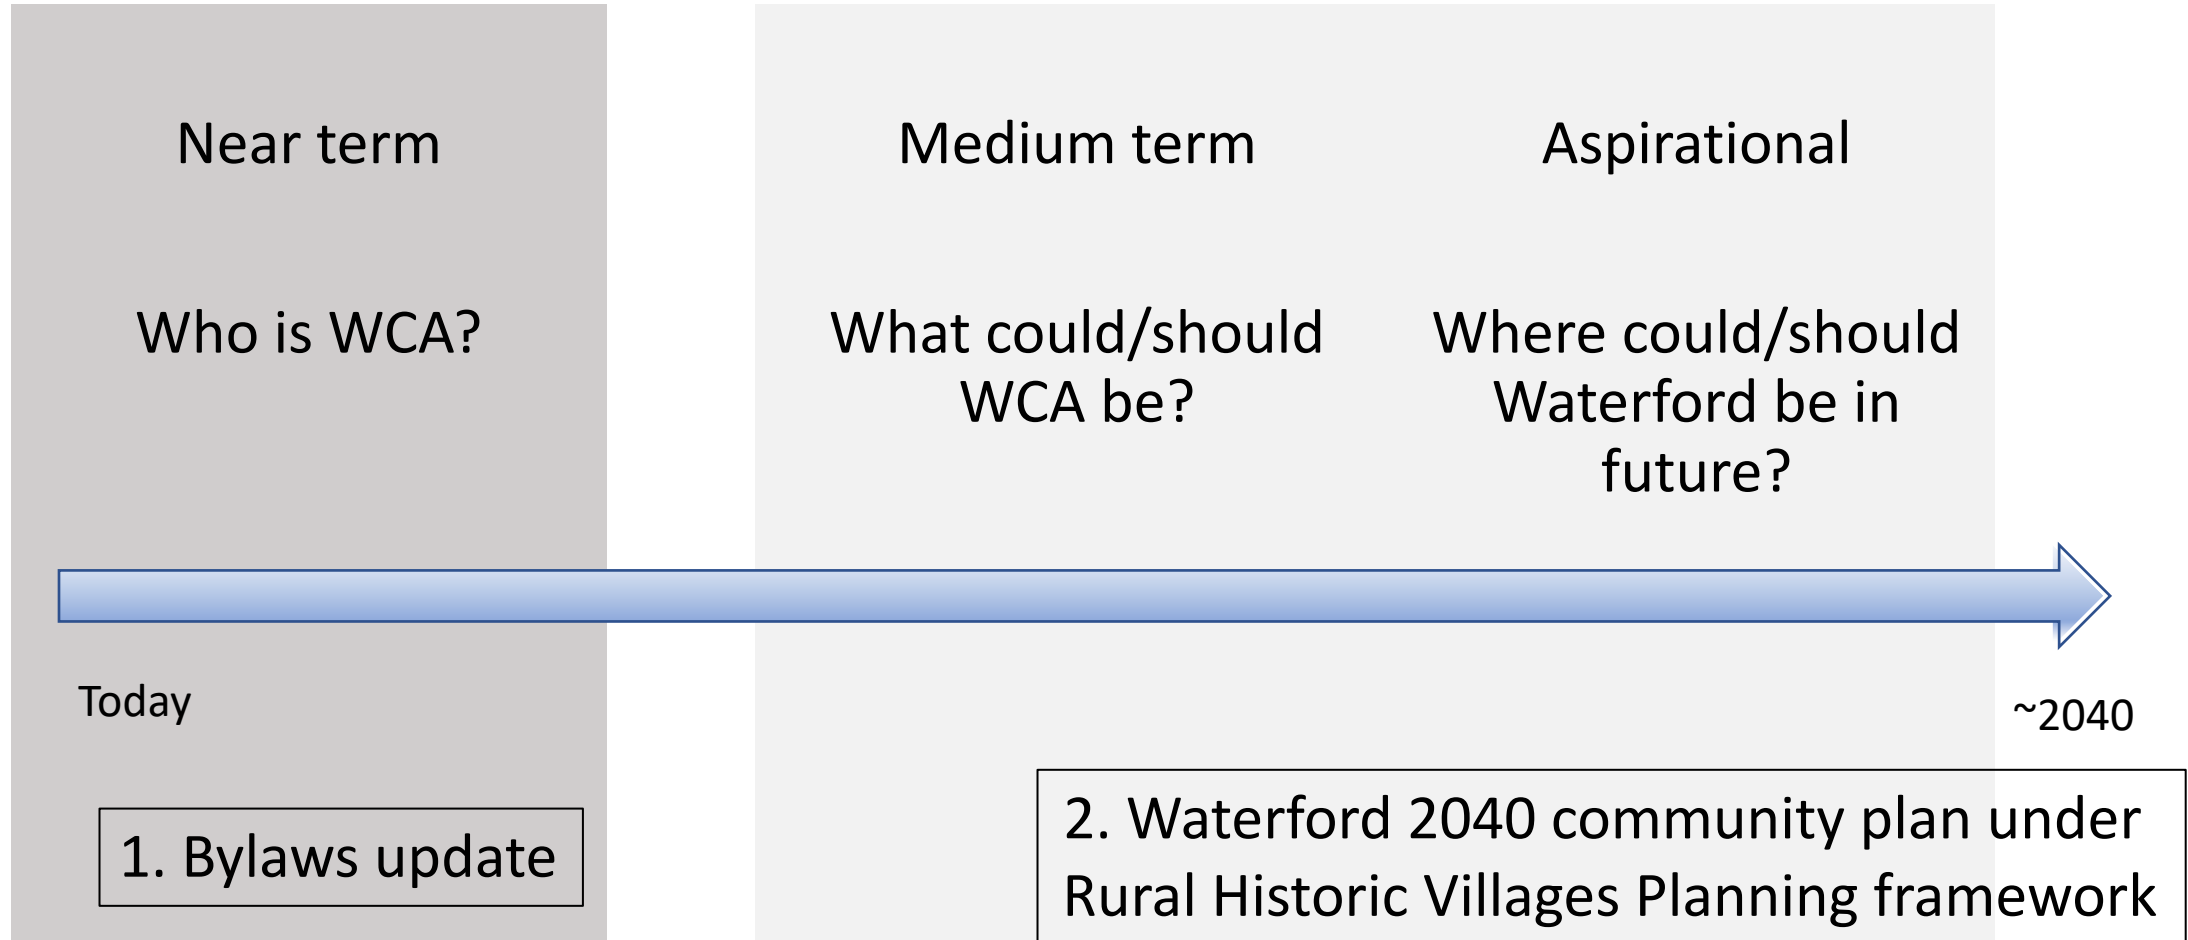 Near term
Medium term
Aspirational
Who is WCA?
What could/should
WCA be?
Where could/should
Waterford be in
future?
Today
~2040
1. Bylaws update
2. Waterford 2040 community plan under
Rural Historic Villages Planning framework